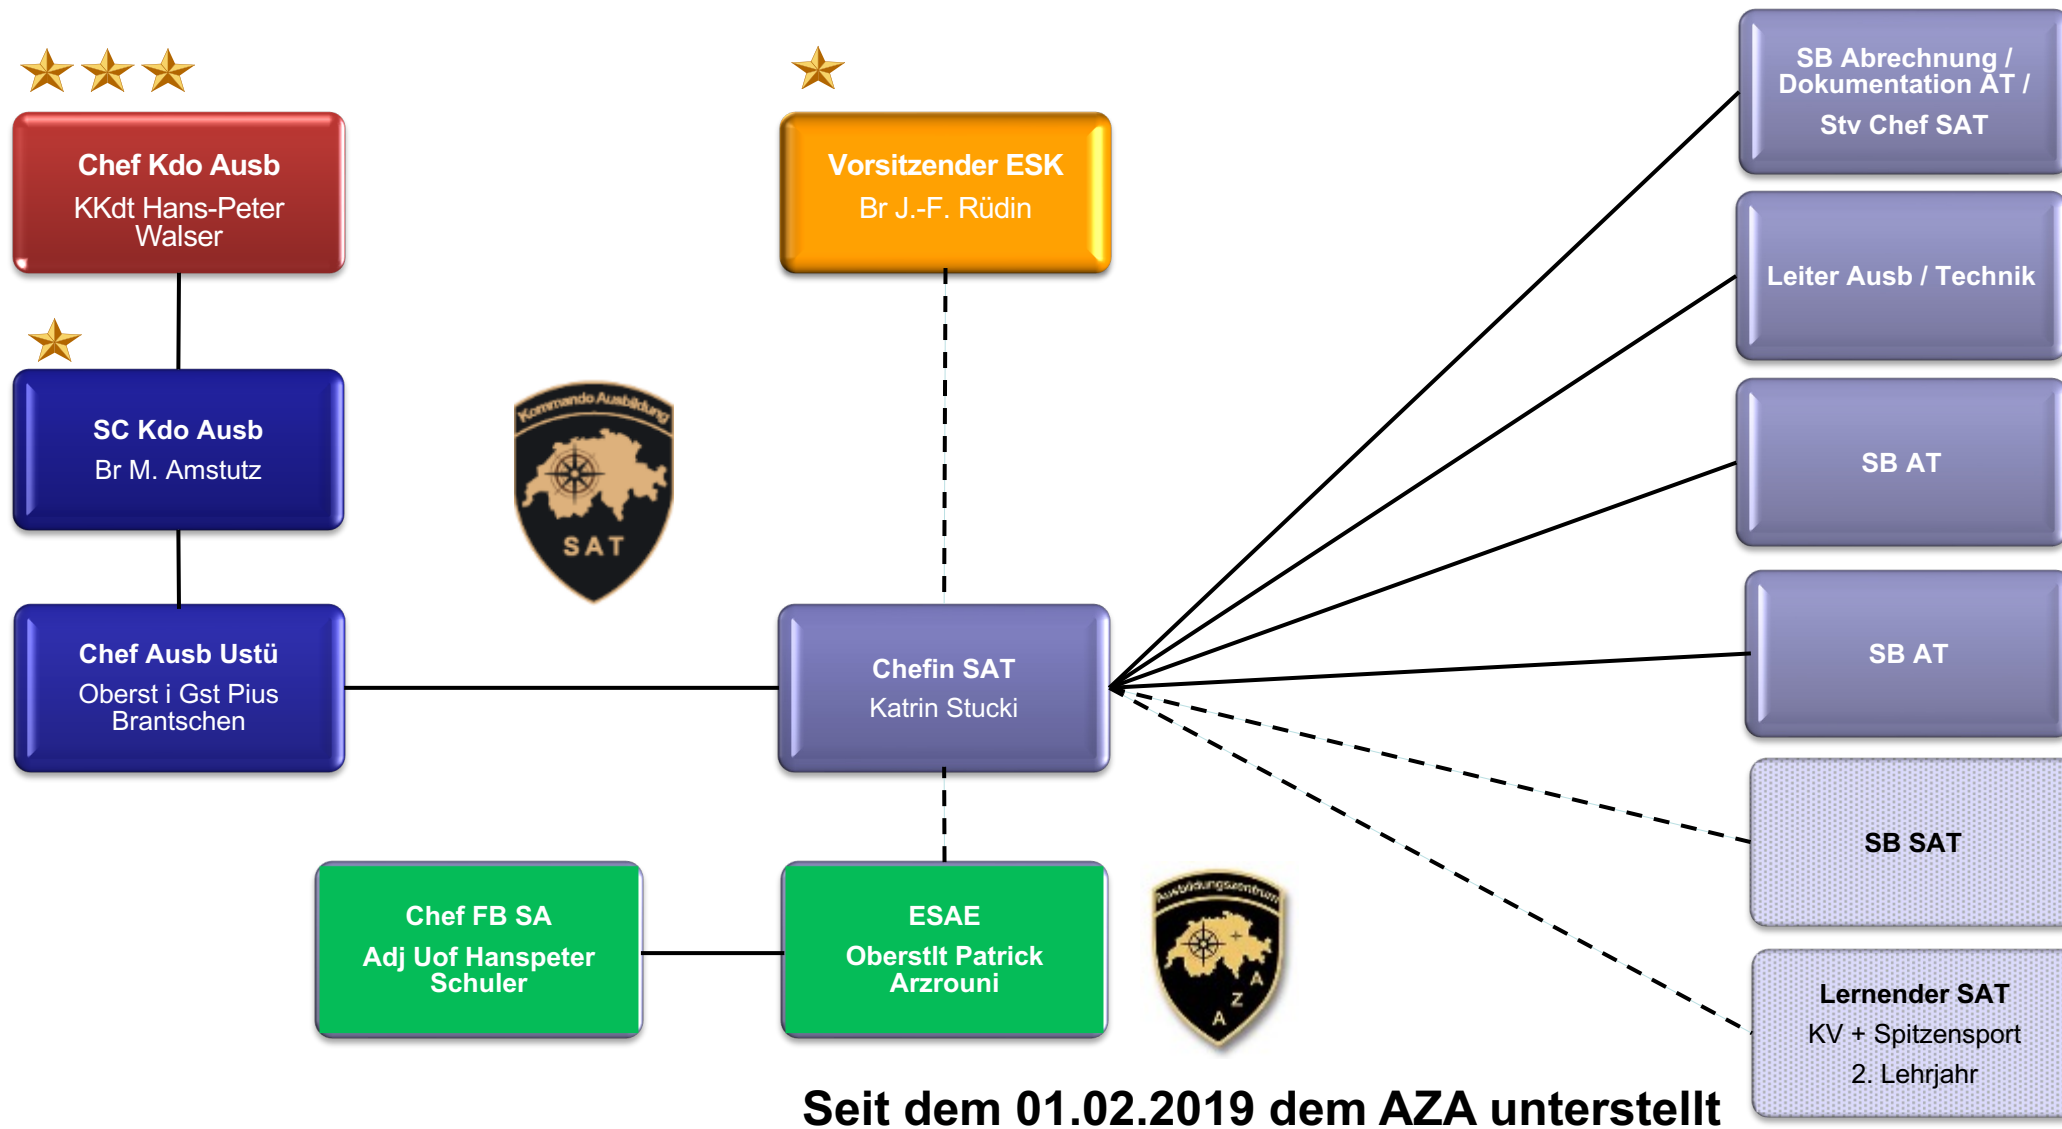 Chef Kdo Ausb
KKdt Hans-Peter
Walser
Vorsitzender ESK
Br J.-F. Rüdin
SB Abrechnung /
Dokumentation AT /
Stv Chef SAT
Leiter Ausb / Technik
SC Kdo Ausb
Br M. Amstutz
Kommando Ausbildung
SAT
SB AT
Chef Ausb Ustü
Oberst i Gst Pius
Brantschen
Chefin SAT
Katrin Stucki
SB AT
SB SAT
Chef FB SA
Adj Uof Hanspeter
Schuler
ESAE
Oberstlt Patrick
Arzrouni
Ausbildungszentrum
A
Z
A
Lernender SAT
KV + Spitzensport
2. Lehrjahr
Seit dem 01.02.2019 dem AZA unterstellt